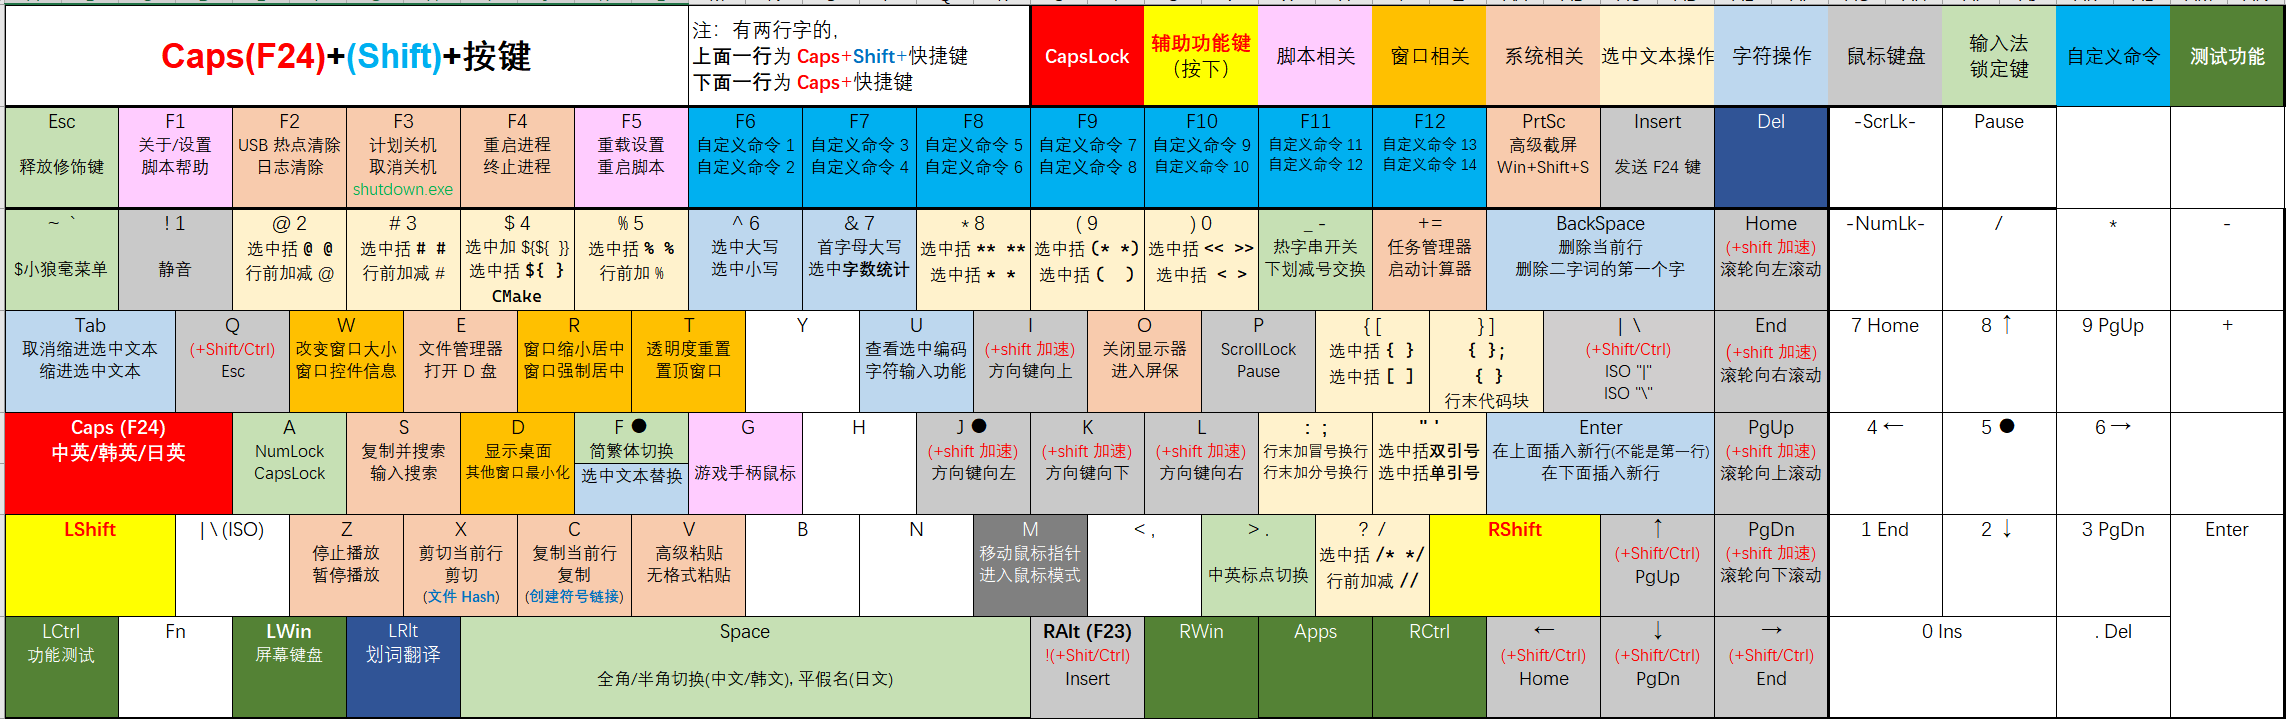 Caps(F24)+(Shift)+按键
注：有两行字的，
上面一行为 Caps+Shift+快捷键
下面一行为 Caps+快捷键
CapsLock
辅助功能键
（按下）
脚本相关
窗口相关
系统相关
选中文本操作
字符操作
鼠标键盘
输入法
锁定键
自定义命令
测试功能
Esc
释放修饰键
F1
关于/设置
脚本帮助
F2
USB 热点清除
日志清除
F3
计划关机
取消关机
shutdown.exe
F4
重启进程
终止进程
F5
重载设置
重启脚本
F6
自定义命令 1
自定义命令 2
F7
自定义命令 3
自定义命令 4
F8
自定义命令 5
自定义命令 6
F9
自定义命令 7
自定义命令 8
F10
自定义命令 9
自定义命令 10
F11
自定义命令 11
自定义命令 12
F12
自定义命令 13
自定义命令 14
PrtSc
高级截屏
Win+Shift+S
Insert
发送 F24 键
Del
-ScrLk-
Pause
~ `
$小狼毫菜单
! 1
静音
@ 2
选中括 @ @
行前加减 @
# 3
选中括 # #
行前加减 #
$ 4
选中加 ${${ }}
选中括 ${ }
CMake
% 5
选中括 % %
行前加 %
^ 6
选中大写
选中小写
& 7
首字母大写
选中字数统计
* 8
选中括 ** **
选中括 * *
( 9
选中括 (* *)
选中括 ( )
) 0
选中括 << >>
选中括 < >
_ -
热字串开关
下划减号交换
+=
任务管理器
启动计算器
BackSpace
删除当前行
删除二字词的第一个字
Home
(+shift 加速)
滚轮向左滚动
-NumLk-
/
*
-
Tab
取消缩进选中文本
缩进选中文本
Q
(+Shift/Ctrl)
Esc
W
改变窗口大小
窗口控件信息
E
文件管理器
打开 D 盘
R
窗口缩小居中
窗口强制居中
T
透明度重置
置顶窗口
Y
U
查看选中编码
字符输入功能
I
(+shift 加速)
方向键向上
O
关闭显示器
进入屏保
P
ScrollLock
Pause
{ [
选中括 { }
选中括 [ ]
} ]
{ };
{ }
行末代码块
| \
(+Shift/Ctrl)
ISO "|"
ISO "\"
End
(+shift 加速)
滚轮向右滚动
7 Home
8 ↑
9 PgUp
+
Caps (F24)
中英/韩英/日英
A
NumLock
CapsLock
S
复制并搜索
输入搜索
D
显示桌面
其他窗口最小化
F ●
简繁体切换
选中文本替换
G
游戏手柄鼠标
H
J ●
(+shift 加速)
方向键向左
K
(+shift 加速)
方向键向下
L
(+shift 加速)
方向键向右
: ;
行末加冒号换行
行末加分号换行
" '
选中括双引号
选中括单引号
Enter
在上面插入新行(不能是第一行)
在下面插入新行
PgUp
(+shift 加速)
滚轮向上滚动
4 ←
5 ●
6 →
LShift
| \ (ISO)
Z
停止播放
暂停播放
X
剪切当前行
剪切
(文件 Hash)
C
复制当前行
复制
(创建符号链接)
V
高级粘贴
无格式粘贴
B
N
M
移动鼠标指针
进入鼠标模式
< ,
> .
中英标点切换
? /
选中括 /* */
行前加减 //
RShift
↑
(+Shift/Ctrl)
PgUp
PgDn
(+shift 加速)
滚轮向下滚动
1 End
2 ↓
3 PgDn
Enter
LCtrl
功能测试
Fn
LWin
屏幕键盘
LRlt
划词翻译
Space
全角/半角切换(中文/韩文), 平假名(日文)
RAlt (F23)
!(+Shit/Ctrl)
Insert
RWin
Apps
RCtrl
←
(+Shift/Ctrl)
Home
↓
(+Shift/Ctrl)
PgDn
→
(+Shift/Ctrl)
End
0 Ins
. Del